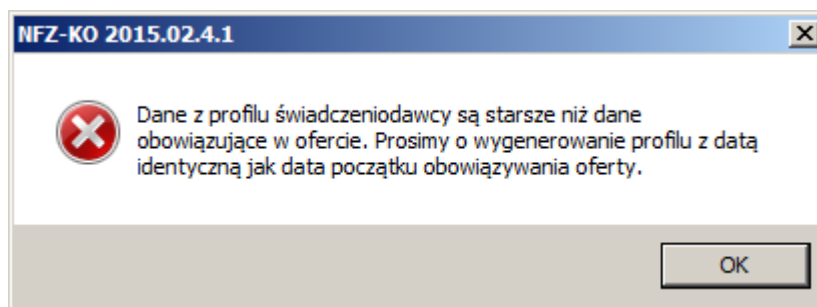 NFZ-KO 2015.02.4.1
Dane z profilu świadczeniodawcy są starsze niż dane
obowiązujące w ofercie. Prosimy o wygenerowanie profilu z datą
identyczną jak data początku obowiązywania oferty.
OK